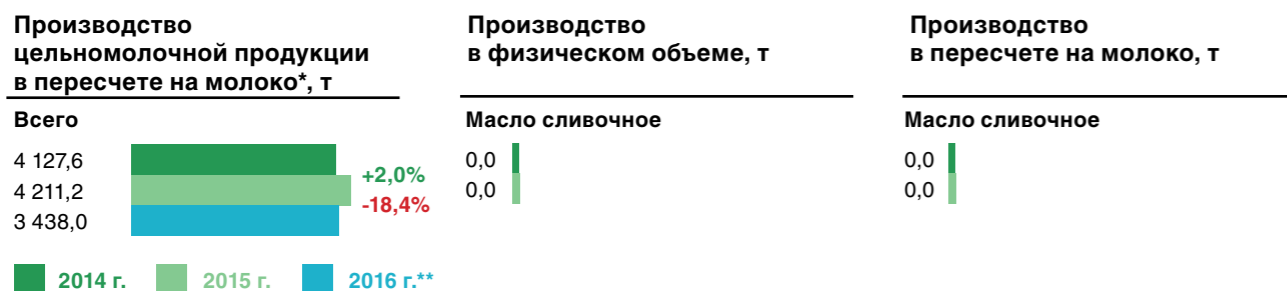 Производство
цельномолочной продукции
в пересчете на молоко*, т
Всего
4 127,6
4 211,2
3 438,0
+2,0%
-18,4%
Производство
в физическом объеме, т
Масло сливочное
0,0
0,0
Производство
в пересчете на молоко, т
Масло сливочное
0,0
0,0
2014 г.
2015 г.
2016 г.**